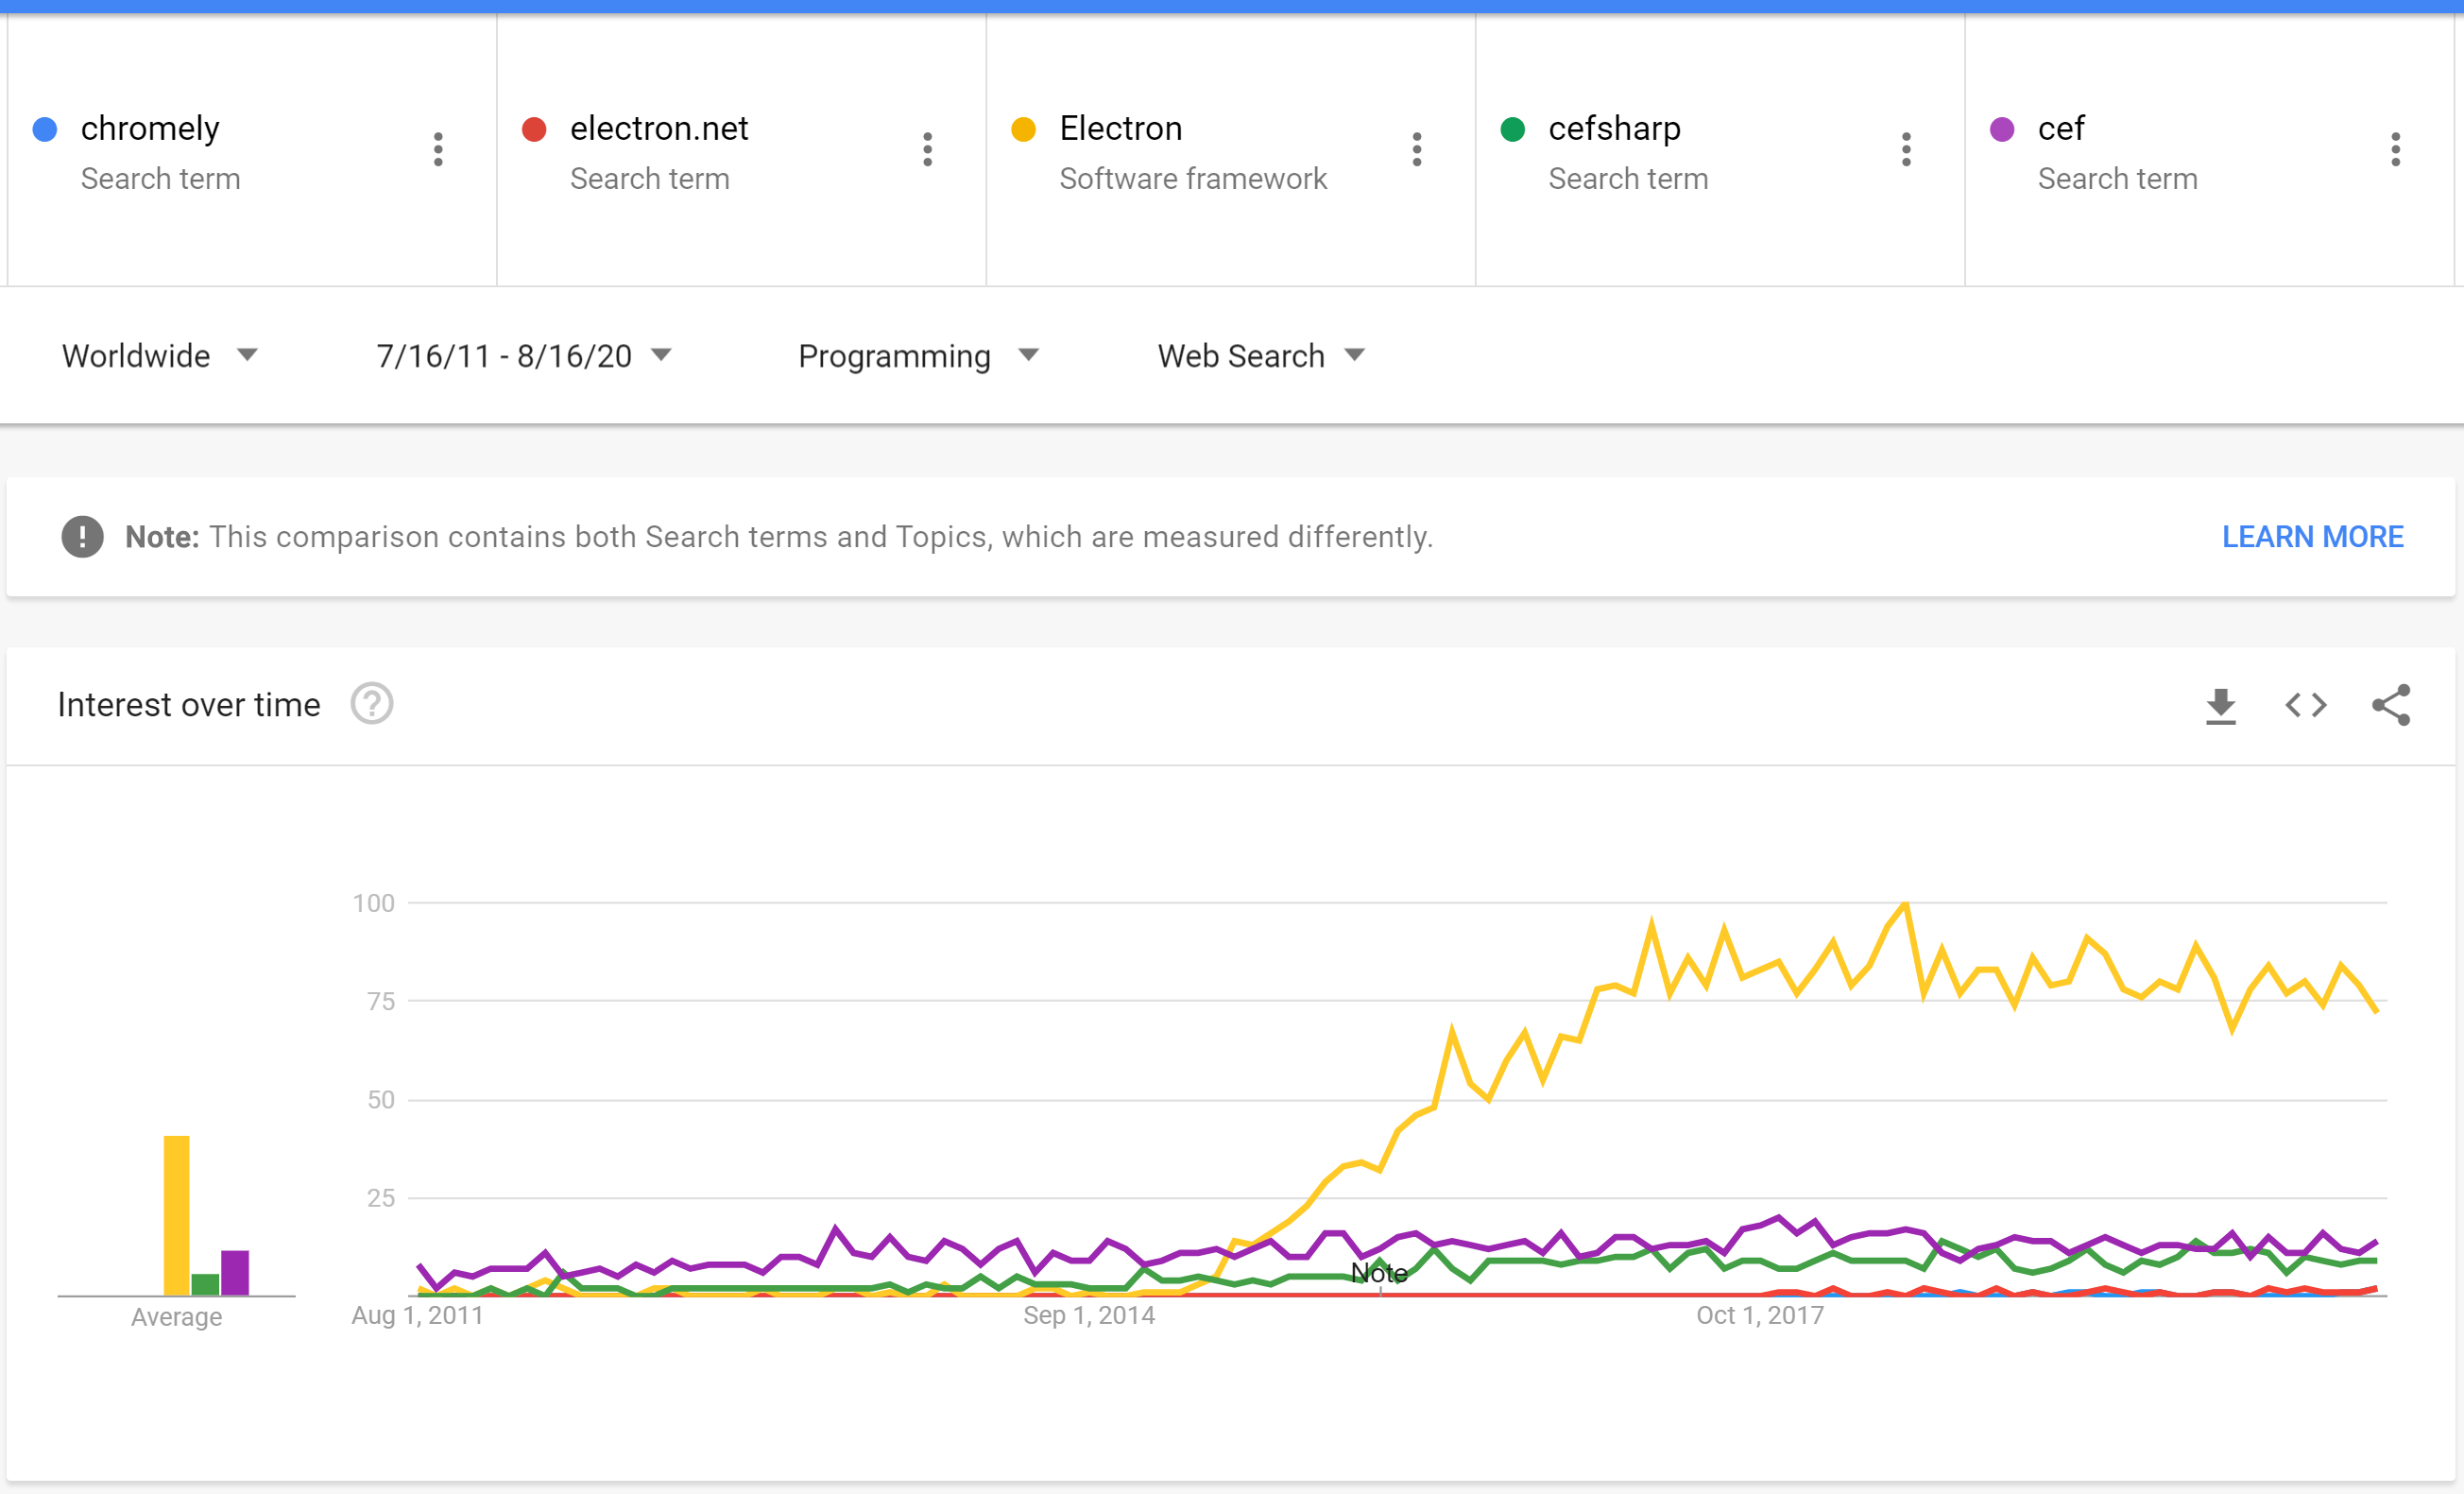 chromely
Search term
electron.net
Search term
Electron
Software framework
cefsharp
Search term
cef
Search term
Worldwide
7/16/11 - 8/16/20
Programming
Web Search
Note: This comparison contains both Search terms and Topics, which are measured differently.
LEARN MORE
Interest over time
100
75
50
25
Note
Average
Aug 1, 2011
Sep 1, 2014
Oct 1, 2017